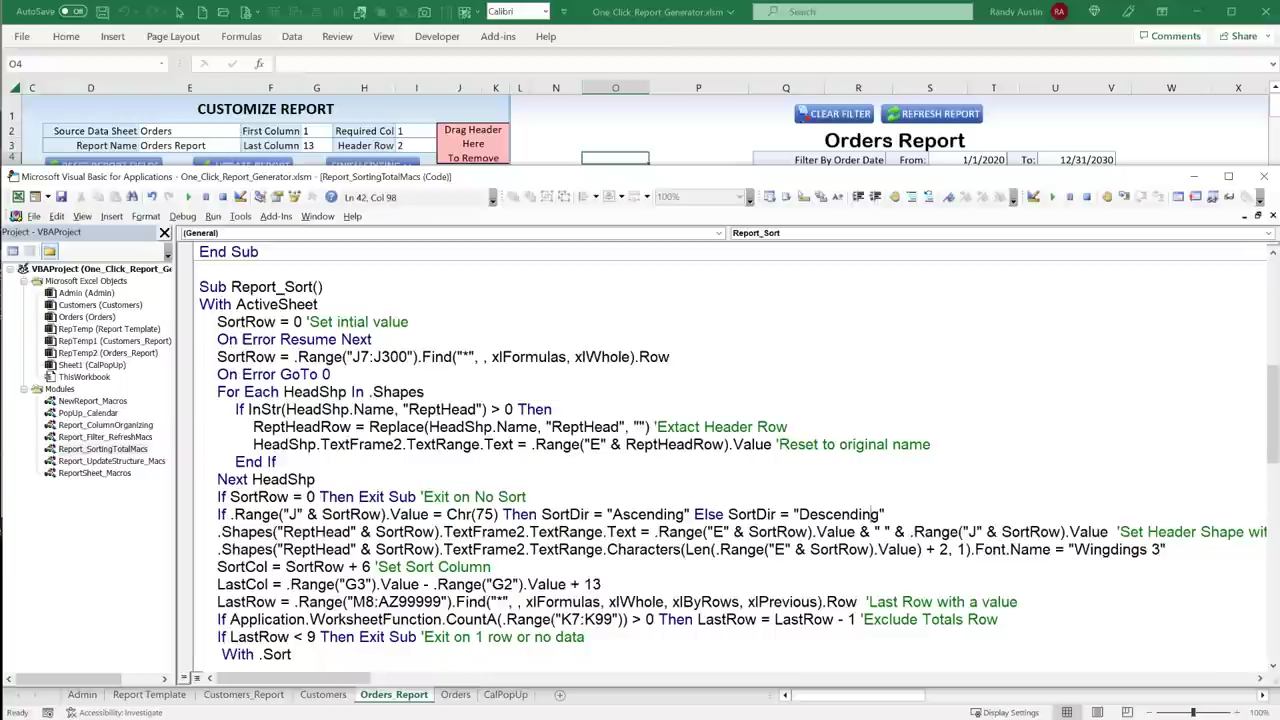 AutoSave Off Calibri One_Click_Report_Generator.xlsm Search Randy Austin RA
File Home Insert Page Layout Formulas Data Review View Developer Add-ins Help Comments Share
O4 fx
C D E F G H I J K L N O P Q R S T U V W X
1 CUSTOMIZE REPORT CLEAR FILTER REFRESH REPORT
2 Source Data Sheet Orders First Column 1 Required Col 1 Drag Header
Here
3 Report Name Orders Report Last Column 13 Header Row 2 Orders Report
4 To Remove Filter By Order Date From: 1/1/2020 To: 12/31/2030
Microsoft Visual Basic for Applications - One_Click_Report_Generator.xlsm - [Report_SortingTotalMacs (Code)]
Ln 42, Col 98 100%
File Edit View Insert Format Debug Run Tools Add-Ins Window Help
Project - VBAProject
(General) Report_Sort
VBAProject (One_Click_Report_Ge
Microsoft Excel Objects
Admin (Admin)
Customers (Customers)
Orders (Orders)
RepTemp (Report Template)
RepTemp1 (Customers_Report)
RepTemp2 (Orders_Report)
Sheet1 (CalPopUp)
ThisWorkbook
Modules
NewReport_Macros
PopUp_Calendar
Report_ColumnOrganizing
Report_Filter_RefreshMacs
Report_SortingTotalMacs
Report_UpdateStructure_Macs
ReportSheet_Macros
End Sub
Sub Report_Sort()
With ActiveSheet
SortRow = 0 'Set intial value
On Error Resume Next
SortRow = .Range("J7:J300").Find("*", , xlFormulas, xlWhole).Row
On Error GoTo 0
For Each HeadShp In .Shapes
If InStr(HeadShp.Name, "ReptHead") > 0 Then
ReptHeadRow = Replace(HeadShp.Name, "ReptHead", "") 'Extact Header Row
HeadShp.TextFrame2.TextRange.Text = .Range("E" & ReptHeadRow).Value 'Reset to original name
End If
Next HeadShp
If SortRow = 0 Then Exit Sub 'Exit on No Sort
If .Range("J" & SortRow).Value = Chr(75) Then SortDir = "Ascending" Else SortDir = "Descending"
.Shapes("ReptHead" & SortRow).TextFrame2.TextRange.Text = .Range("E" & SortRow).Value & " " & .Range("J" & SortRow).Value 'Set Header Shape wit
.Shapes("ReptHead" & SortRow).TextFrame2.TextRange.Characters(Len(.Range("E" & SortRow).Value) + 2, 1).Font.Name = "Wingdings 3"
SortCol = SortRow + 6 'Set Sort Column
LastCol = .Range("G3").Value - .Range("G2").Value + 13
LastRow = .Range("M8:AZ99999").Find("*", , xlFormulas, xlWhole, xlByRows, xlPrevious).Row 'Last Row with a value
If Application.WorksheetFunction.CountA(.Range("K7:K99")) > 0 Then LastRow = LastRow - 1 'Exclude Totals Row
If LastRow < 9 Then Exit Sub 'Exit on 1 row or no data
With .Sort
Admin Report Template Customers_Report Customers Orders_Report Orders CalPopUp
Ready Accessibility: Investigate Display Settings 100%